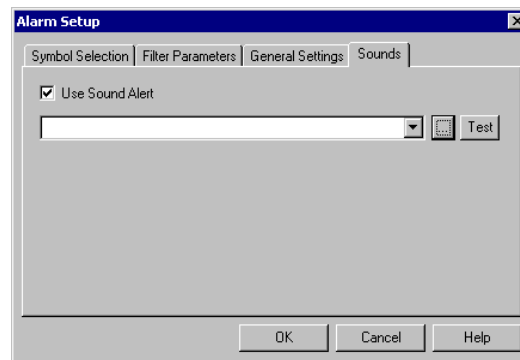 Alarm Setup
Symbol Selection Filter Parameters General Settings Sounds
Use Sound Alert
... Test
OK Cancel Help